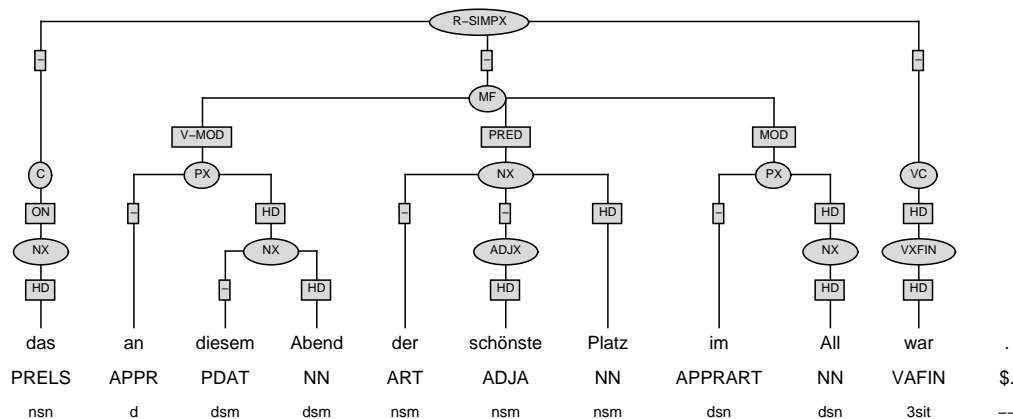 R–SIMPX
– – –
MF
V–MOD PRED MOD
C PX NX PX VC
ON – HD – – HD – HD HD
NX NX ADJX NX VXFIN
HD – HD HD HD HD
das an diesem Abend der schönste Platz im All war .
PRELS APPR PDAT NN ART ADJA NN APPRART NN VAFIN $.
nsn d dsm dsm nsm nsm nsm dsn dsn 3sit ––